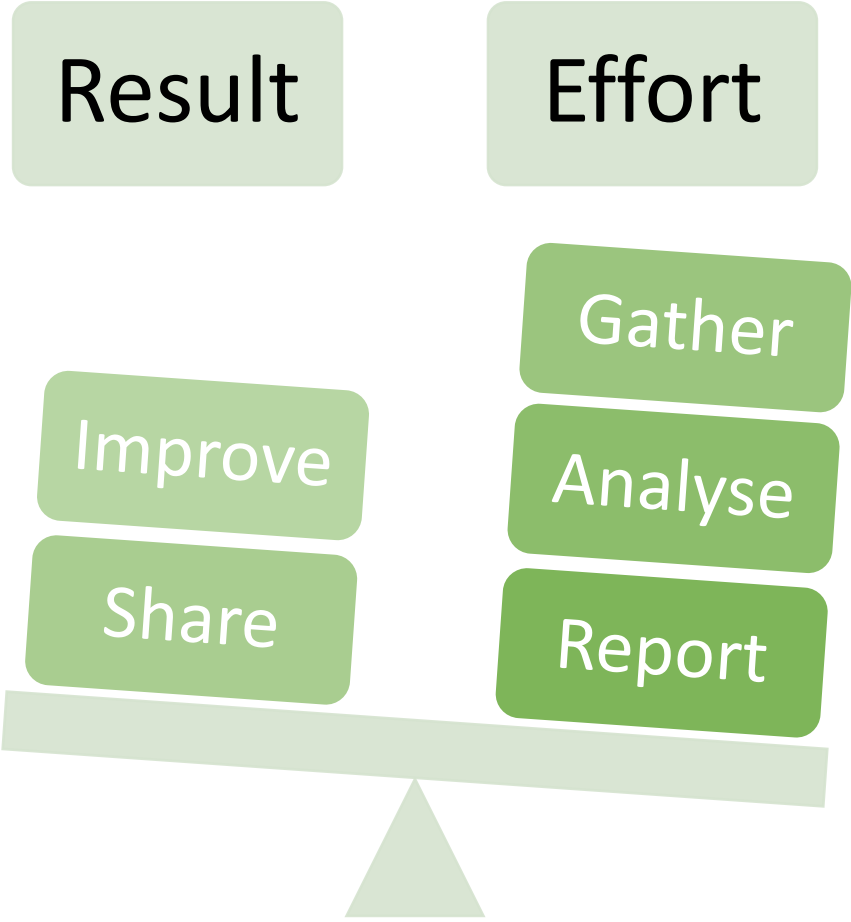 Result
Effort
Improve
Share
Gather
Analyse
Report